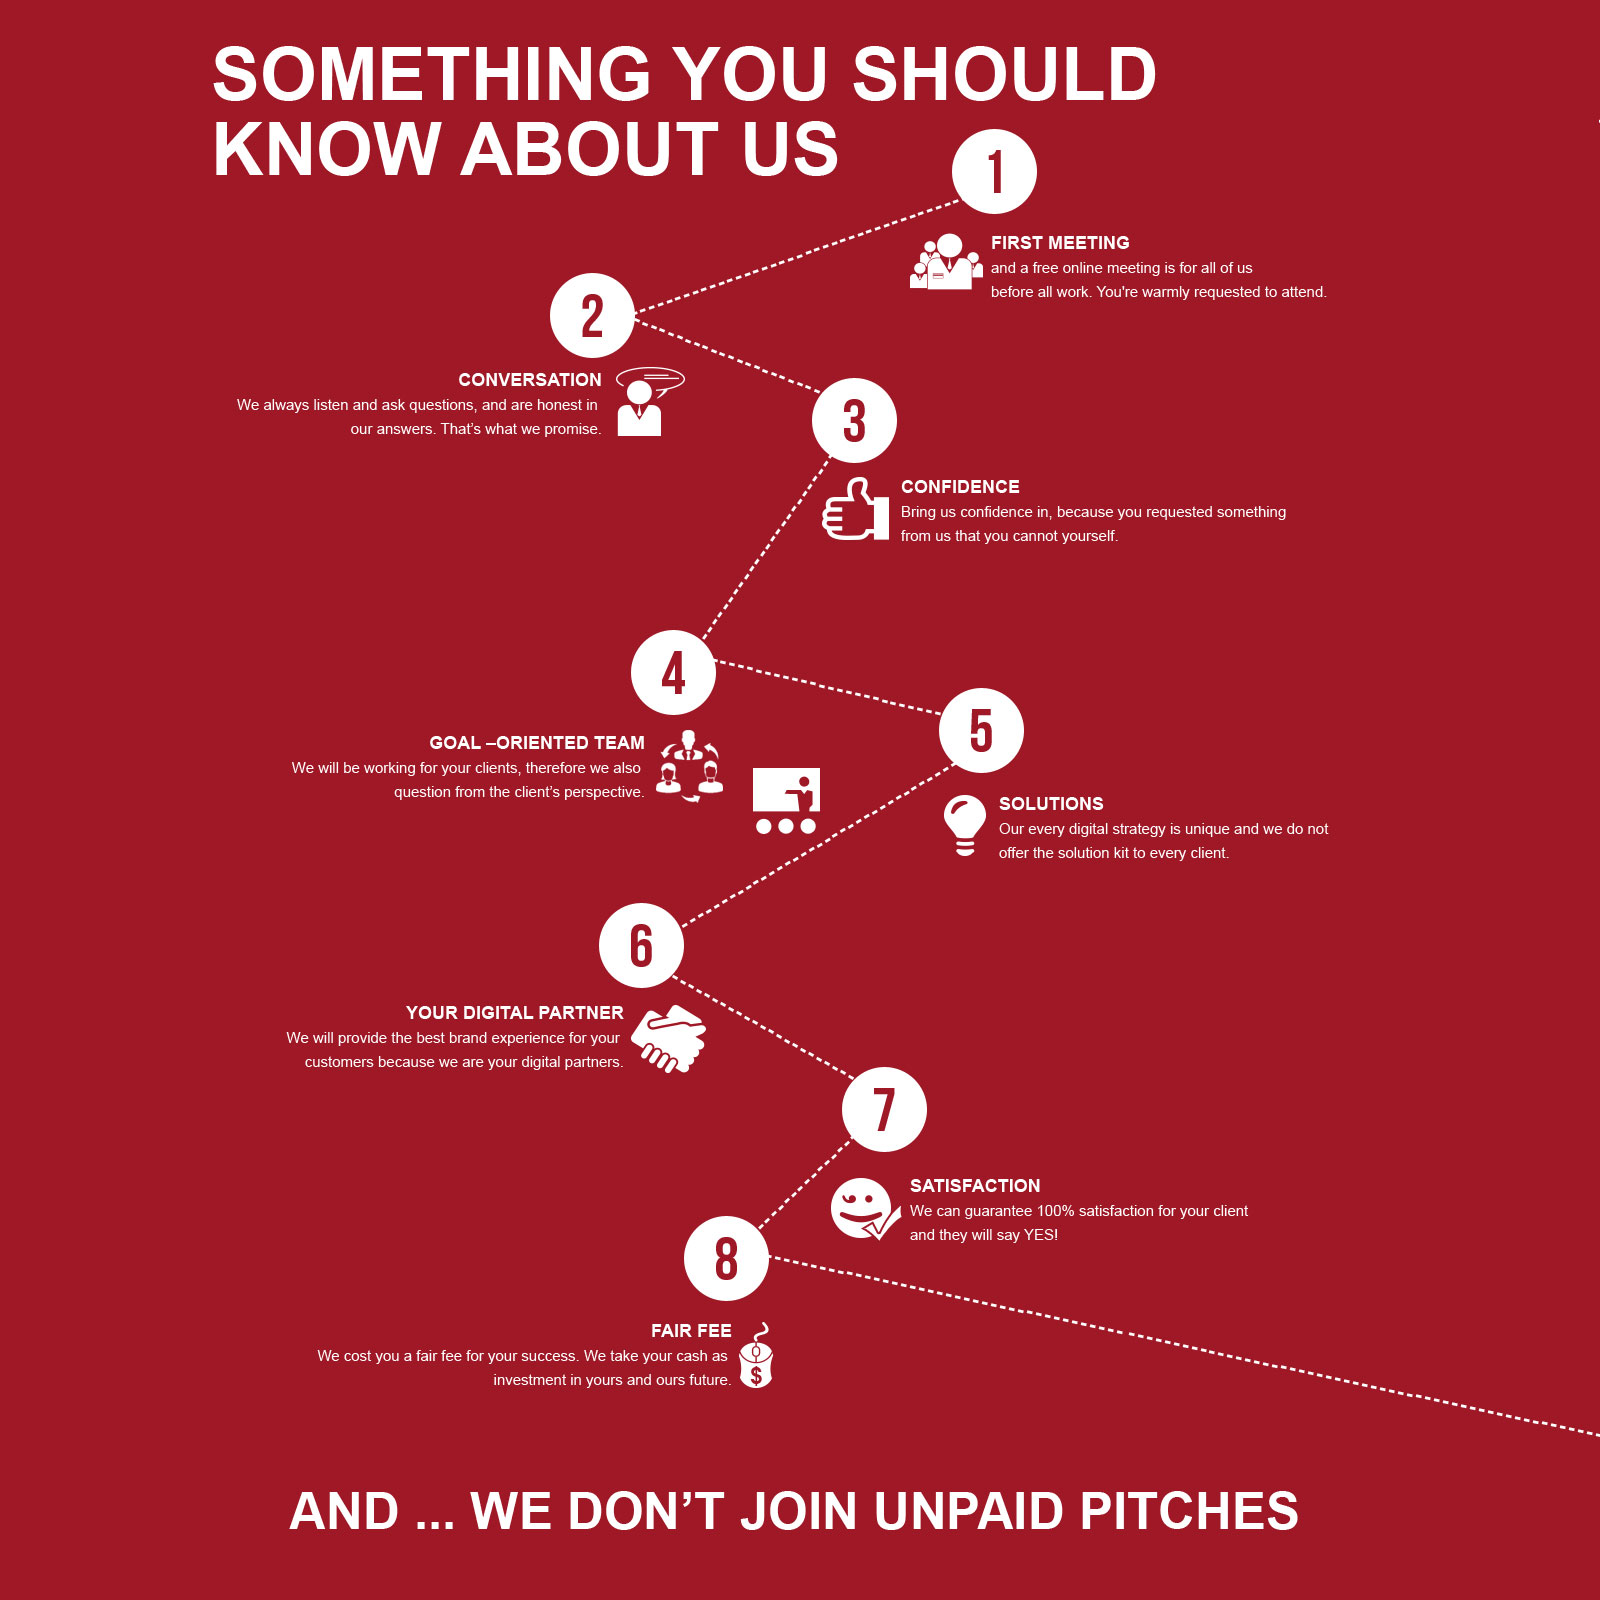 SOMETHING YOU SHOULD
KNOW ABOUT US
1
FIRST MEETING
and a free online meeting is for all of us
before all work. You're warmly requested to attend.
2
CONVERSATION
We always listen and ask questions, and are honest in
our answers. That’s what we promise.
3
CONFIDENCE
Bring us confidence in, because you requested something
from us that you cannot yourself.
4
GOAL –ORIENTED TEAM
We will be working for your clients, therefore we also
question from the client’s perspective.
5
SOLUTIONS
Our every digital strategy is unique and we do not
offer the solution kit to every client.
6
YOUR DIGITAL PARTNER
We will provide the best brand experience for your
customers because we are your digital partners.
7
SATISFACTION
We can guarantee 100% satisfaction for your client
and they will say YES!
8
FAIR FEE
We cost you a fair fee for your success. We take your cash as
investment in yours and ours future.
$
AND ... WE DON’T JOIN UNPAID PITCHES